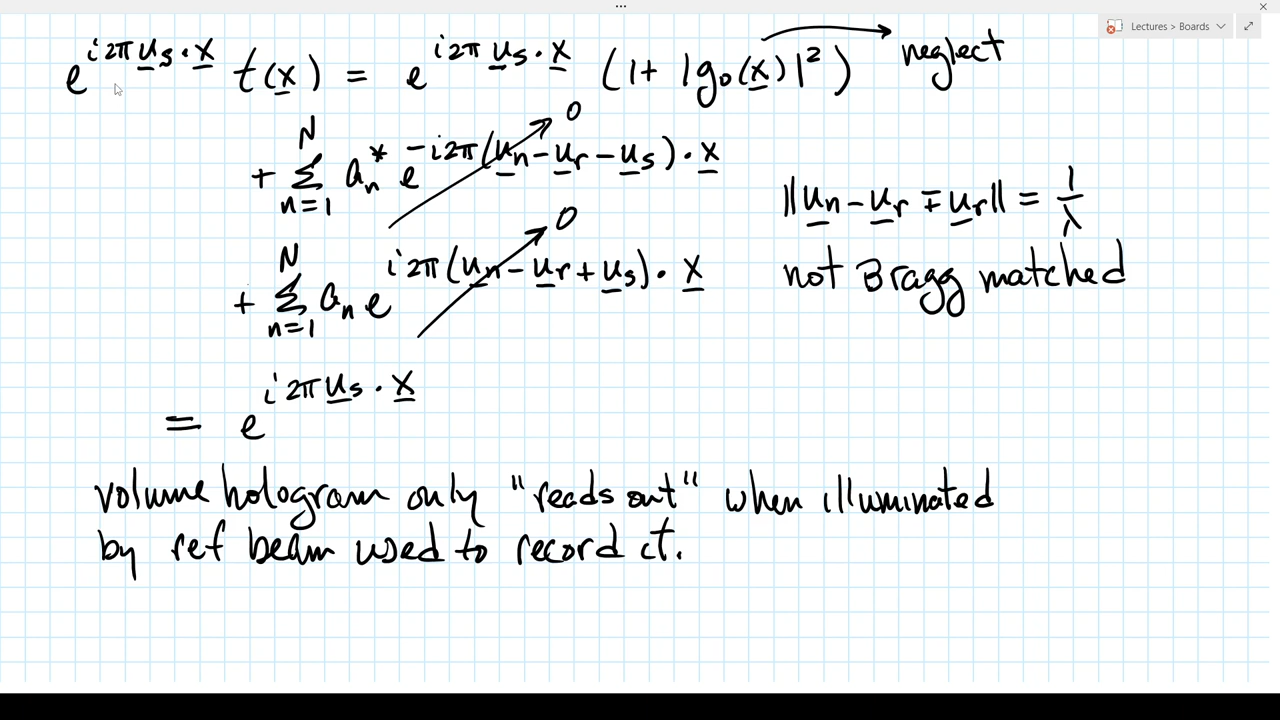 Lectures > Boards
e^{i2π u_s · x} t(x) = e^{i2π u_s · x} (1 + |g_0(x)|²) → neglect
+ Σ_{n=1}^{N} a_n^* e^{-i2π(u_n - u_r - u_s) · x} → 0
‖u_n - u_r ∓ u_r‖ = 1/λ
+ Σ_{n=1}^{N} a_n e^{i2π(u_n - u_r + u_s) · x} → 0
not Bragg matched
= e^{i2π u_s · x}
volume hologram only "reads out" when illuminated
by ref beam used to record it.